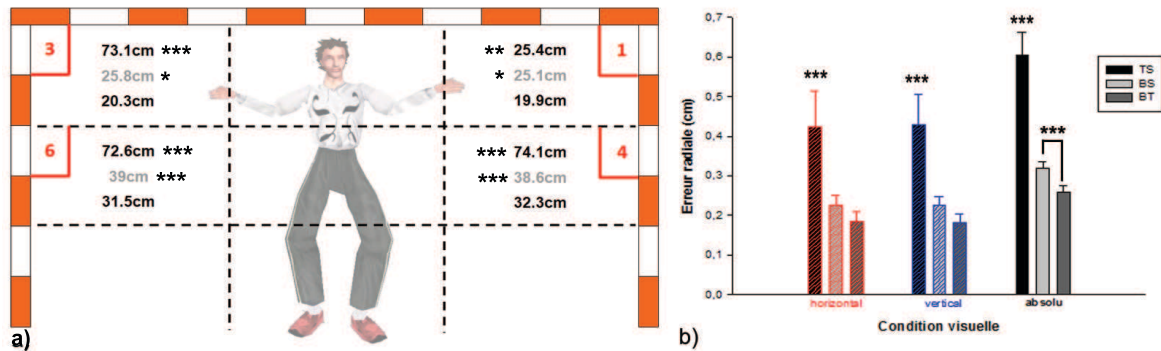 3
73.1cm ***
25.8cm *
20.3cm
** 25.4cm
* 25.1cm
19.9cm
1
6
72.6cm ***
39cm ***
31.5cm
*** 74.1cm
*** 38.6cm
32.3cm
4
a)
0,7
0,6
0,5
0,4
0,3
0,2
0,1
0,0
Erreur radiale (cm)
***
***
***
***
TS
BS
BT
horizontal
vertical
absolu
Condition visuelle
b)